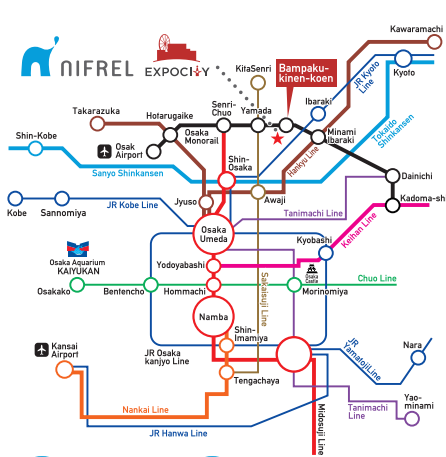 Kawaramachi
NIFREL
EXPOCITY
KitaSenri
Bampaku-
kinen-koen
JR Kyoto
Line
Kyoto
Takarazuka
Hotarugaike
Senri-
Chuo
Yamada
Ibaraki
Osaka
Monorail
Minami
ibaraki
Tokaido
Shinkansen
Shin-Kobe
Osak
Airport
Hankyu Line
Shin-
Osaka
Sanyo Shinkansen
Dainichi
Jyuso
Awaji
Kadoma-sh
Kobe
Sannomiya
JR Kobe Line
Tanimachi Line
Keihan Line
Osaka
Umeda
Kyobashi
Osaka Aquarium
KAIYUKAN
Yodoyabashi
Osaka
Castle
Sakaisuji Line
Chuo Line
Osakako
Bentencho
Hommachi
Morinomiya
Namba
Shin-
Imamiya
Kansai
Airport
JR Osaka
kanjyo Line
JR
YamatojiLine
Nara
Tengachaya
Nankai Line
Tanimachi
Line
Yao-
minami
JR Hanwa Line
Midosuji Line